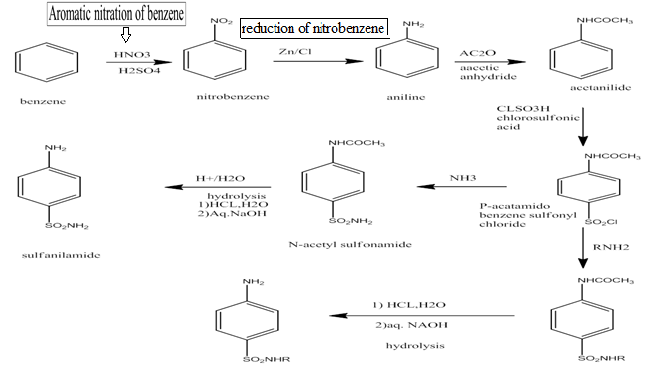 Aromatic nitration of benzene
HNO3
H2SO4
benzene
NO2
nitrobenzene
reduction of nitrobenzene
Zn/Cl
NH2
aniline
AC2O
aacetic
anhydride
NHCOCH3
acetanilide
CLSO3H
chlorosulfonic
acid
NHCOCH3
SO2Cl
P-acatamido
benzene sulfonyl
chloride
NH3
NHCOCH3
SO2NH2
N-acetyl sulfonamide
H+/H2O
hydrolysis
1)HCL,H2O
2)Aq.NaOH
NH2
SO2NH2
sulfanilamide
RNH2
NHCOCH3
SO2NHR
1) HCL,H2O
2)aq. NAOH
hydrolysis
NH2
SO2NHR